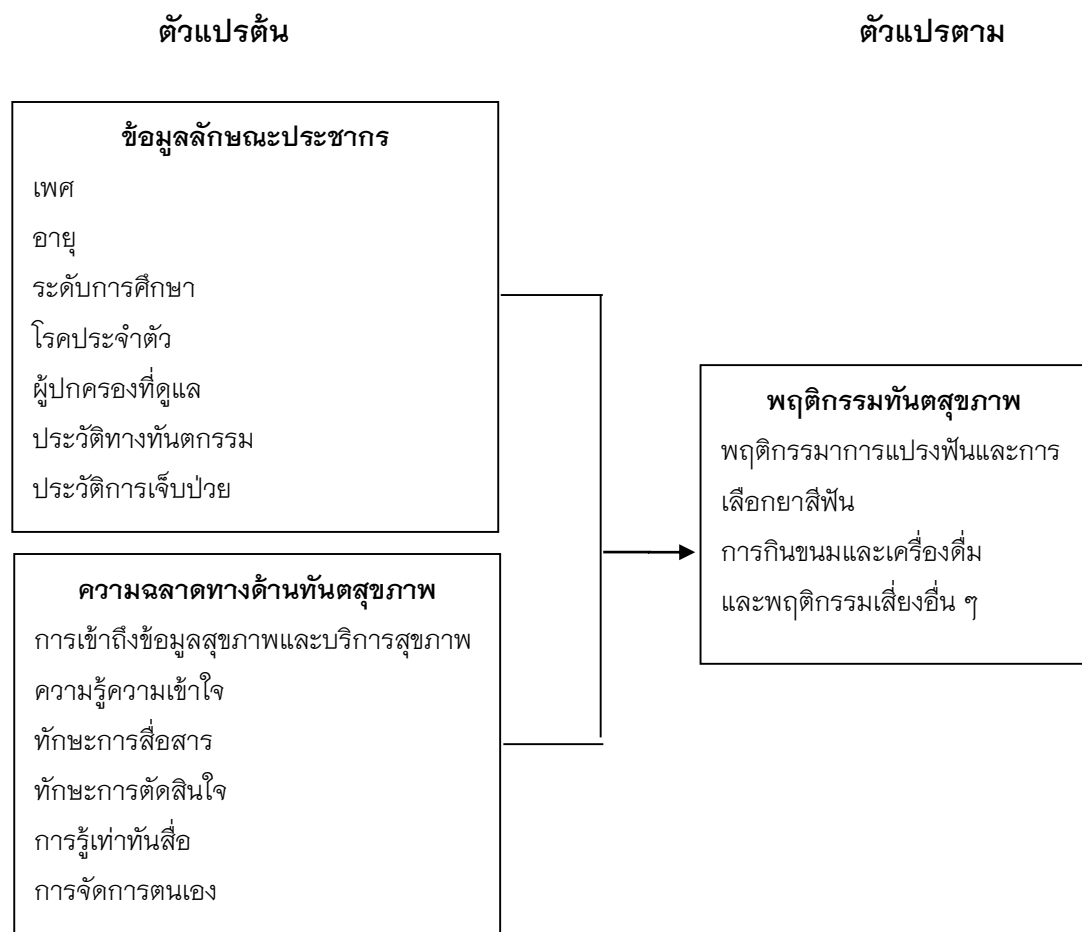 ตัวแปรต้น
ตัวแปรตาม
ข้อมูลลักษณะประชากร
เพศ
อายุ
ระดับการศึกษา
โรคประจำตัว
ผู้ปกครองที่ดูแล
ประวัติทางทันตกรรม
ประวัติการเจ็บป่วย
ความฉลาดทางด้านทันตสุขภาพ
การเข้าถึงข้อมูลสุขภาพและบริการสุขภาพ
ความรู้ความเข้าใจ
ทักษะการสื่อสาร
ทักษะการตัดสินใจ
การรู้เท่าทันสื่อ
การจัดการตนเอง
พฤติกรรมทันตสุขภาพ
พฤติกรรมาการแปรงฟันและการ
เลือกยาสีฟัน
การกินขนมและเครื่องดื่ม
และพฤติกรรมเสี่ยงอื่น ๆ